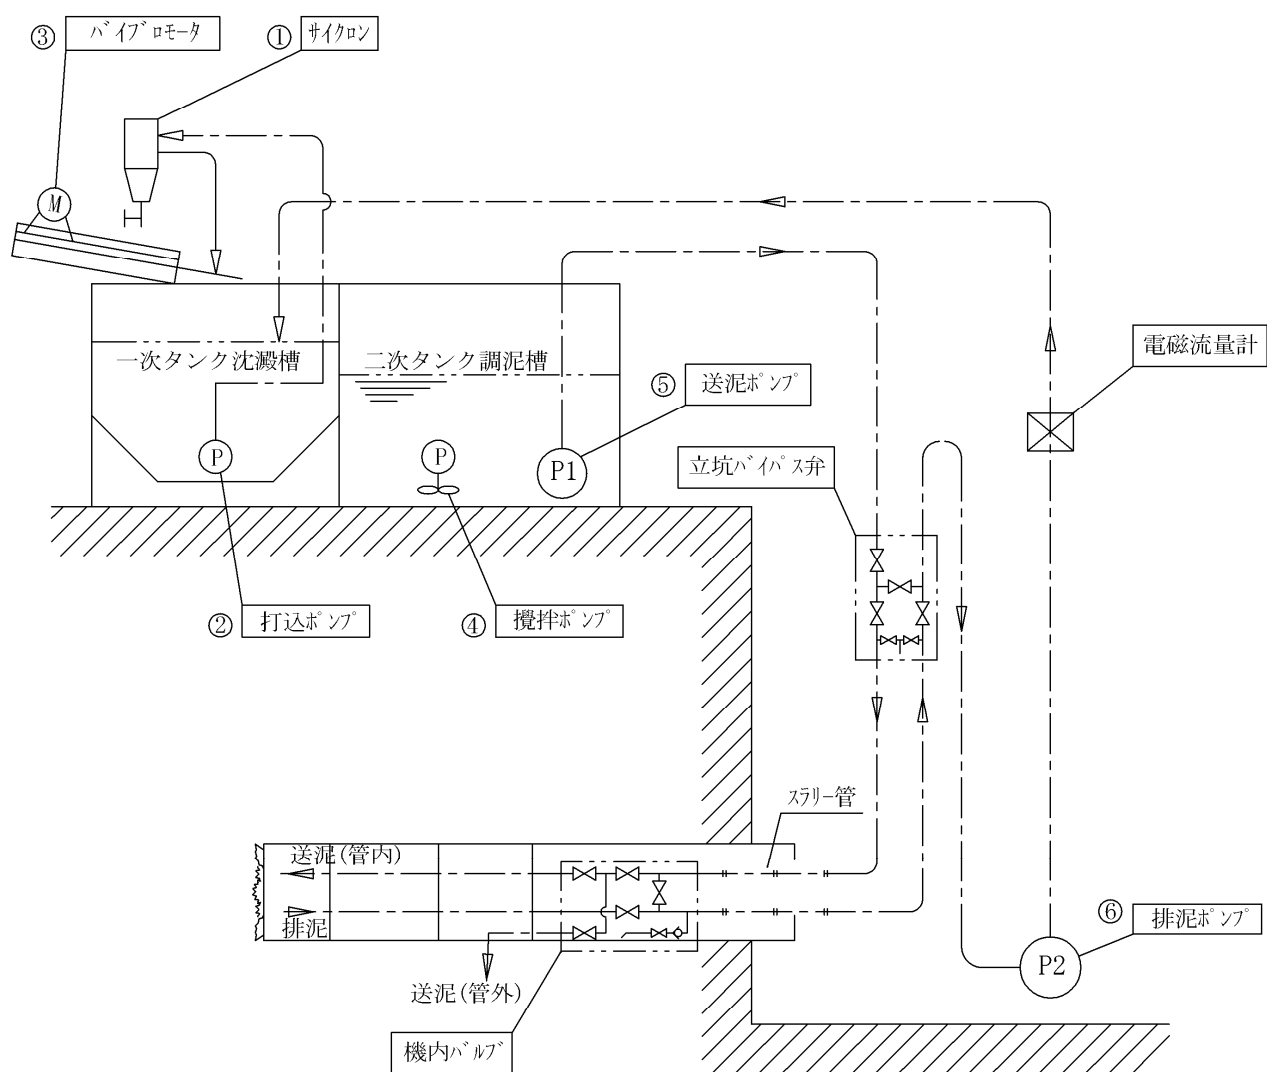 ③ バイブロモータ
① サイクロン
M
電磁流量計
一次タンク沈澱槽
二次タンク調泥槽
⑤ 送泥ポンプ
P
P
P1
立坑バイパス弁
② 打込ポンプ
④ 攪拌ポンプ
スラリー管
送泥(管内)
排泥
⑥ 排泥ポンプ
P2
送泥(管外)
機内バルブ